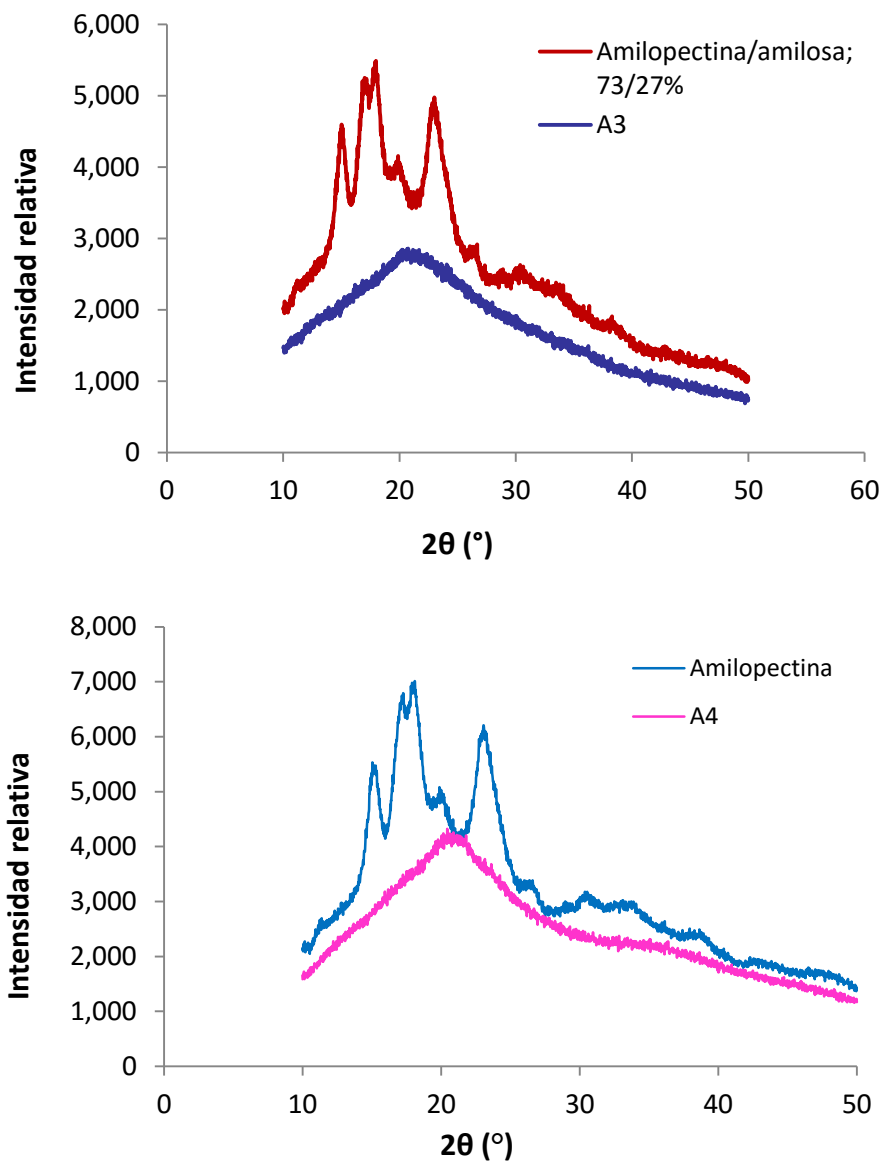 6,000
5,000
4,000
3,000
2,000
1,000
0
Intensidad relativa
Amilopectina/amilosa;
73/27%
A3
0 10 20 30 40 50 60
2θ (°)
8,000
7,000
6,000
5,000
4,000
3,000
2,000
1,000
0
Intensidad relativa
Amilopectina
A4
0 10 20 30 40 50
2θ (°)